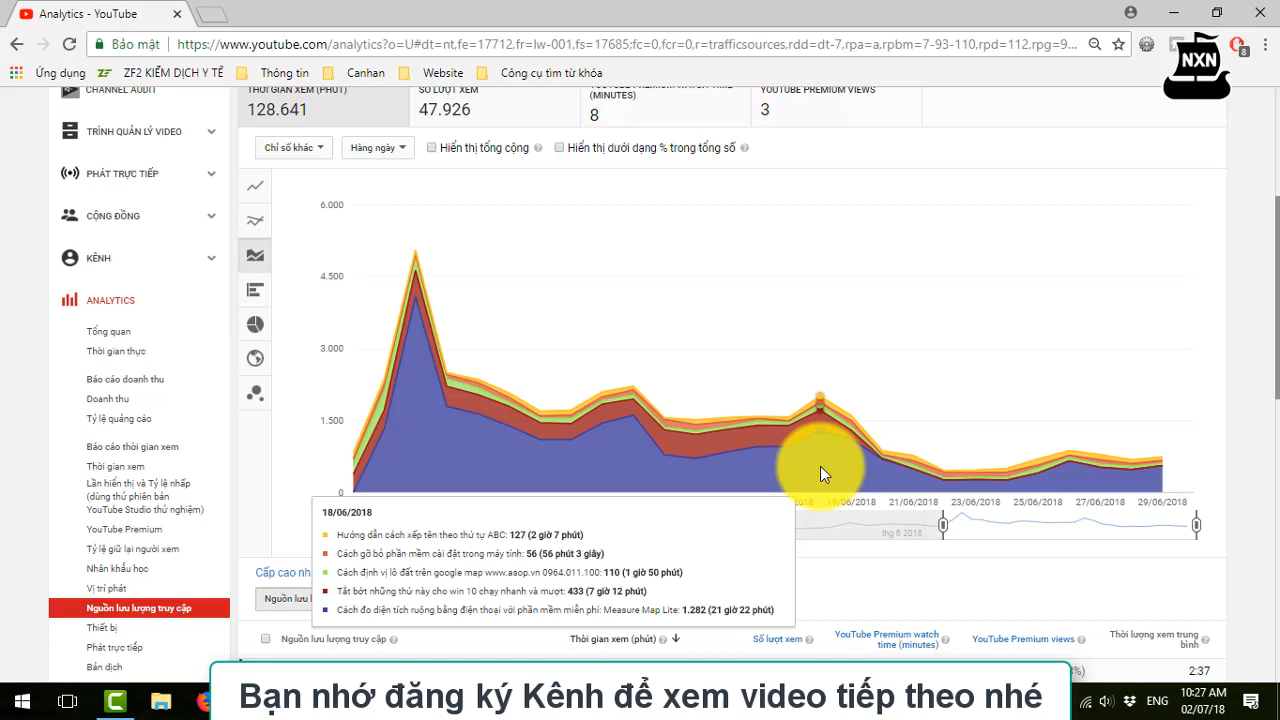 Analytics - YouTube
Bảo mật
https://www.youtube.com/analytics?o=U#dt=nt,fe=17711,fr=lw-001,fs=17685;fc=0,fcr=0,r=trafficsources,rdd=dt-7,rpa=a,rpbm=7-93-110,rpd=112,rpg=9...
8
Ứng dụng
ZF2 KIỂM DỊCH Y TẾ
Thông tin
Canhan
Website
Công cụ tìm từ khóa
NXN
CHANNEL AUDIT
TRÌNH QUẢN LÝ VIDEO
PHÁT TRỰC TIẾP
CỘNG ĐỒNG
KÊNH
ANALYTICS
Tổng quan
Thời gian thực
Báo cáo doanh thu
Doanh thu
Tỷ lệ quảng cáo
Báo cáo thời gian xem
Thời gian xem
Lần hiển thị và Tỷ lệ nhấp
(dùng thử phiên bản
YouTube Studio thử nghiệm)
YouTube Premium
Tỷ lệ giữ lại người xem
Nhân khẩu học
Vị trí phát
Nguồn lưu lượng truy cập
Thiết bị
Phát trực tiếp
Bản dịch
THỜI GIAN XEM (PHÚT)
128.641
SỐ LƯỢT XEM
47.926
YOUTUBE PREMIUM WATCH TIME
(MINUTES)
8
YOUTUBE PREMIUM VIEWS
3
Chỉ số khác
Hàng ngày
Hiển thị tổng cộng
Hiển thị dưới dạng % trong tổng số
6.000
4.500
3.000
1.500
0
19/06/2018
21/06/2018
23/06/2018
25/06/2018
27/06/2018
29/06/2018
thg 6 2018
18/06/2018
Hướng dẫn cách xếp tên theo thứ tự ABC: 127 (2 giờ 7 phút)
Cách gỡ bỏ phần mềm cài đặt trong máy tính: 56 (56 phút 3 giây)
Cách định vị lô đất trên google map www.asop.vn 0964.011.100: 110 (1 giờ 50 phút)
Tắt bớt những thứ này cho win 10 chạy nhanh và mượt: 433 (7 giờ 12 phút)
Cách đo diện tích ruộng bằng điện thoại với phần mềm miễn phí: Measure Map Lite: 1.282 (21 giờ 22 phút)
Cấp cao
Nguồn lưu
Nguồn lưu lượng truy cập
Thời gian xem (phút)
Số lượt xem
YouTube Premium watch
time (minutes)
YouTube Premium views
Thời lượng xem trung
bình
2:37
Bạn nhớ đăng ký Kênh để xem video tiếp theo nhé
ENG
10:27 AM
02/07/18